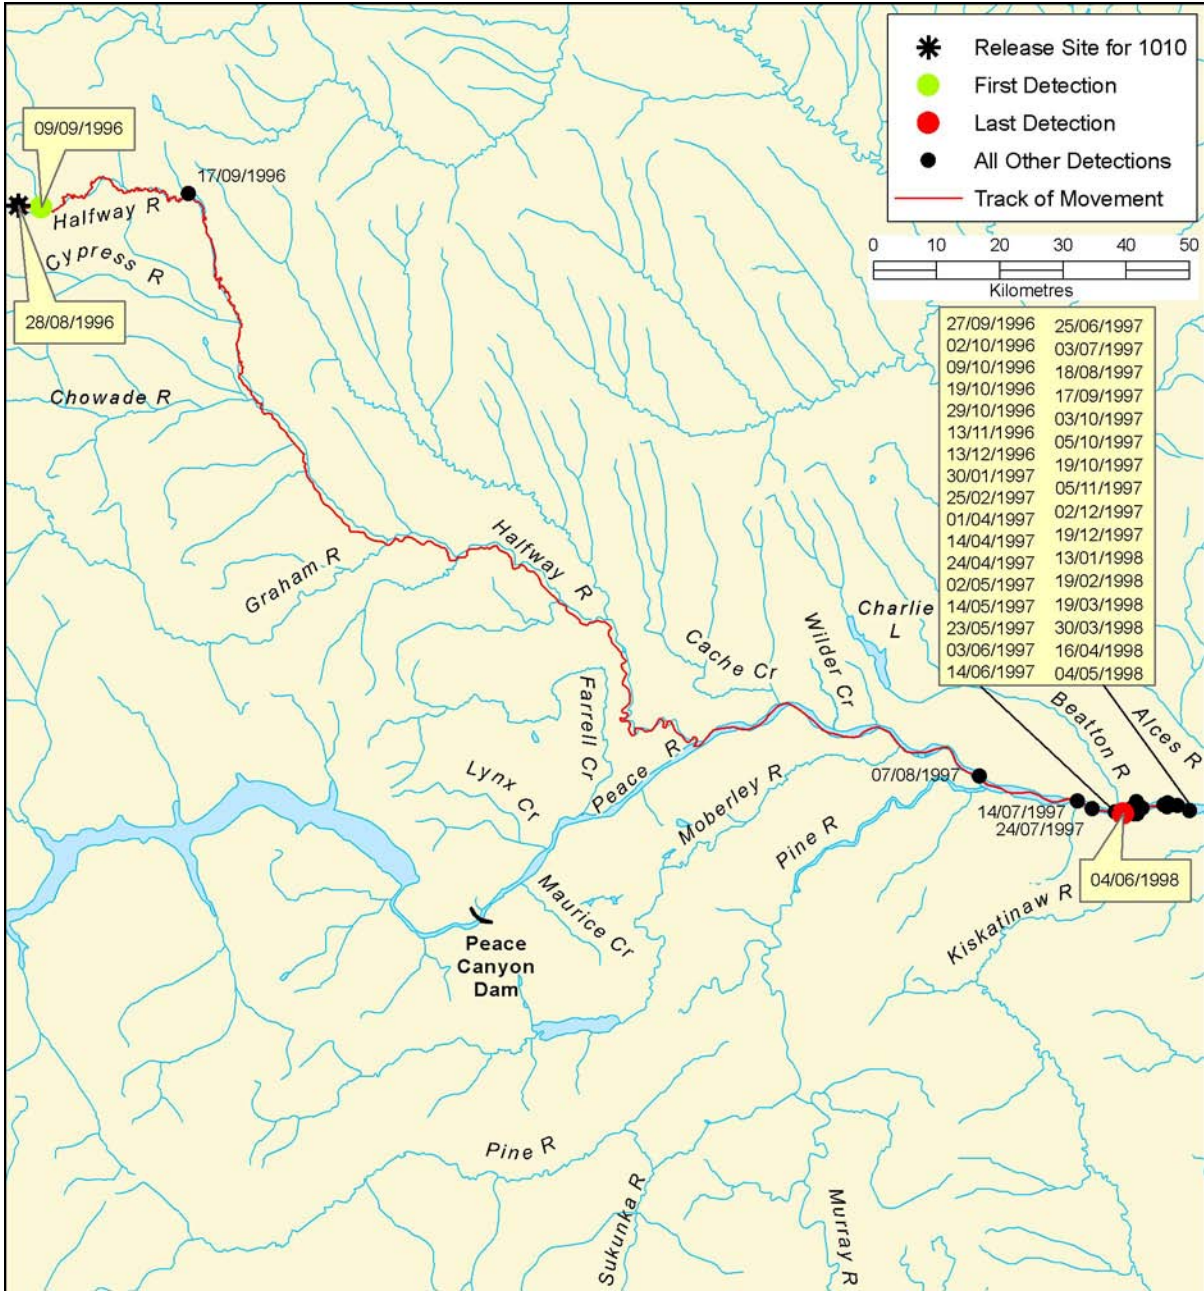 Release Site for 1010
First Detection
Last Detection
All Other Detections
Track of Movement
0 10 20 30 40 50
Kilometres
09/09/1996
17/09/1996
Halfway R
Cypress R
28/08/1996
Chowade R
27/09/1996
02/10/1996
09/10/1996
19/10/1996
29/10/1996
13/11/1996
13/12/1996
30/01/1997
25/02/1997
01/04/1997
14/04/1997
24/04/1997
02/05/1997
14/05/1997
23/05/1997
03/06/1997
14/06/1997
25/06/1997
03/07/1997
18/08/1997
17/09/1997
03/10/1997
05/10/1997
19/10/1997
05/11/1997
02/12/1997
19/12/1997
13/01/1998
19/02/1998
19/03/1998
30/03/1998
16/04/1998
04/05/1998
Graham R
Halfway R
Charlie
L
Cache Cr
Wilder Cr
Farrell Cr
Beatton R
Alces R
Lynx Cr
Peace R
Moberley R
07/08/1997
14/07/1997
24/07/1997
Pine R
04/06/1998
Maurice Cr
Kiskatinaw R
Peace
Canyon
Dam
Pine R
Sukunka R
Murray R